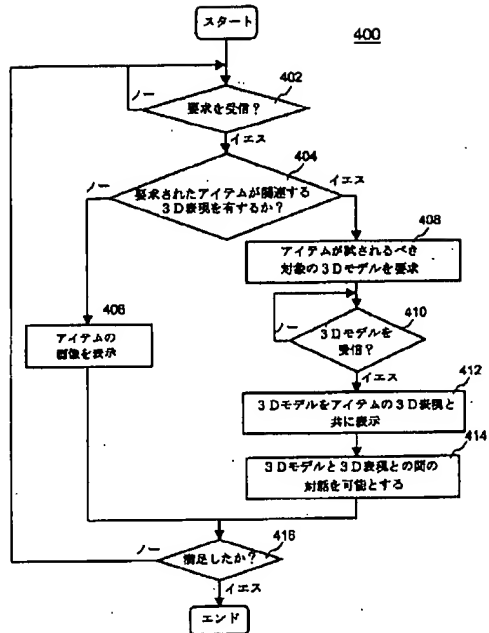 スタート
400
402
ノー
要求を受信?
イエス
404
ノー
イエス
要求されたアイテムが関連する
3D表現を有するか?
408
アイテムが試されるべき
対象の3Dモデルを要求
406
410
アイテムの
画像を表示
ノー
3Dモデルを
受信?
イエス
412
3Dモデルをアイテムの3D表現と
共に表示
414
3Dモデルと3D表現との間の
対話を可能とする
ノー
416
満足したか?
イエス
エンド